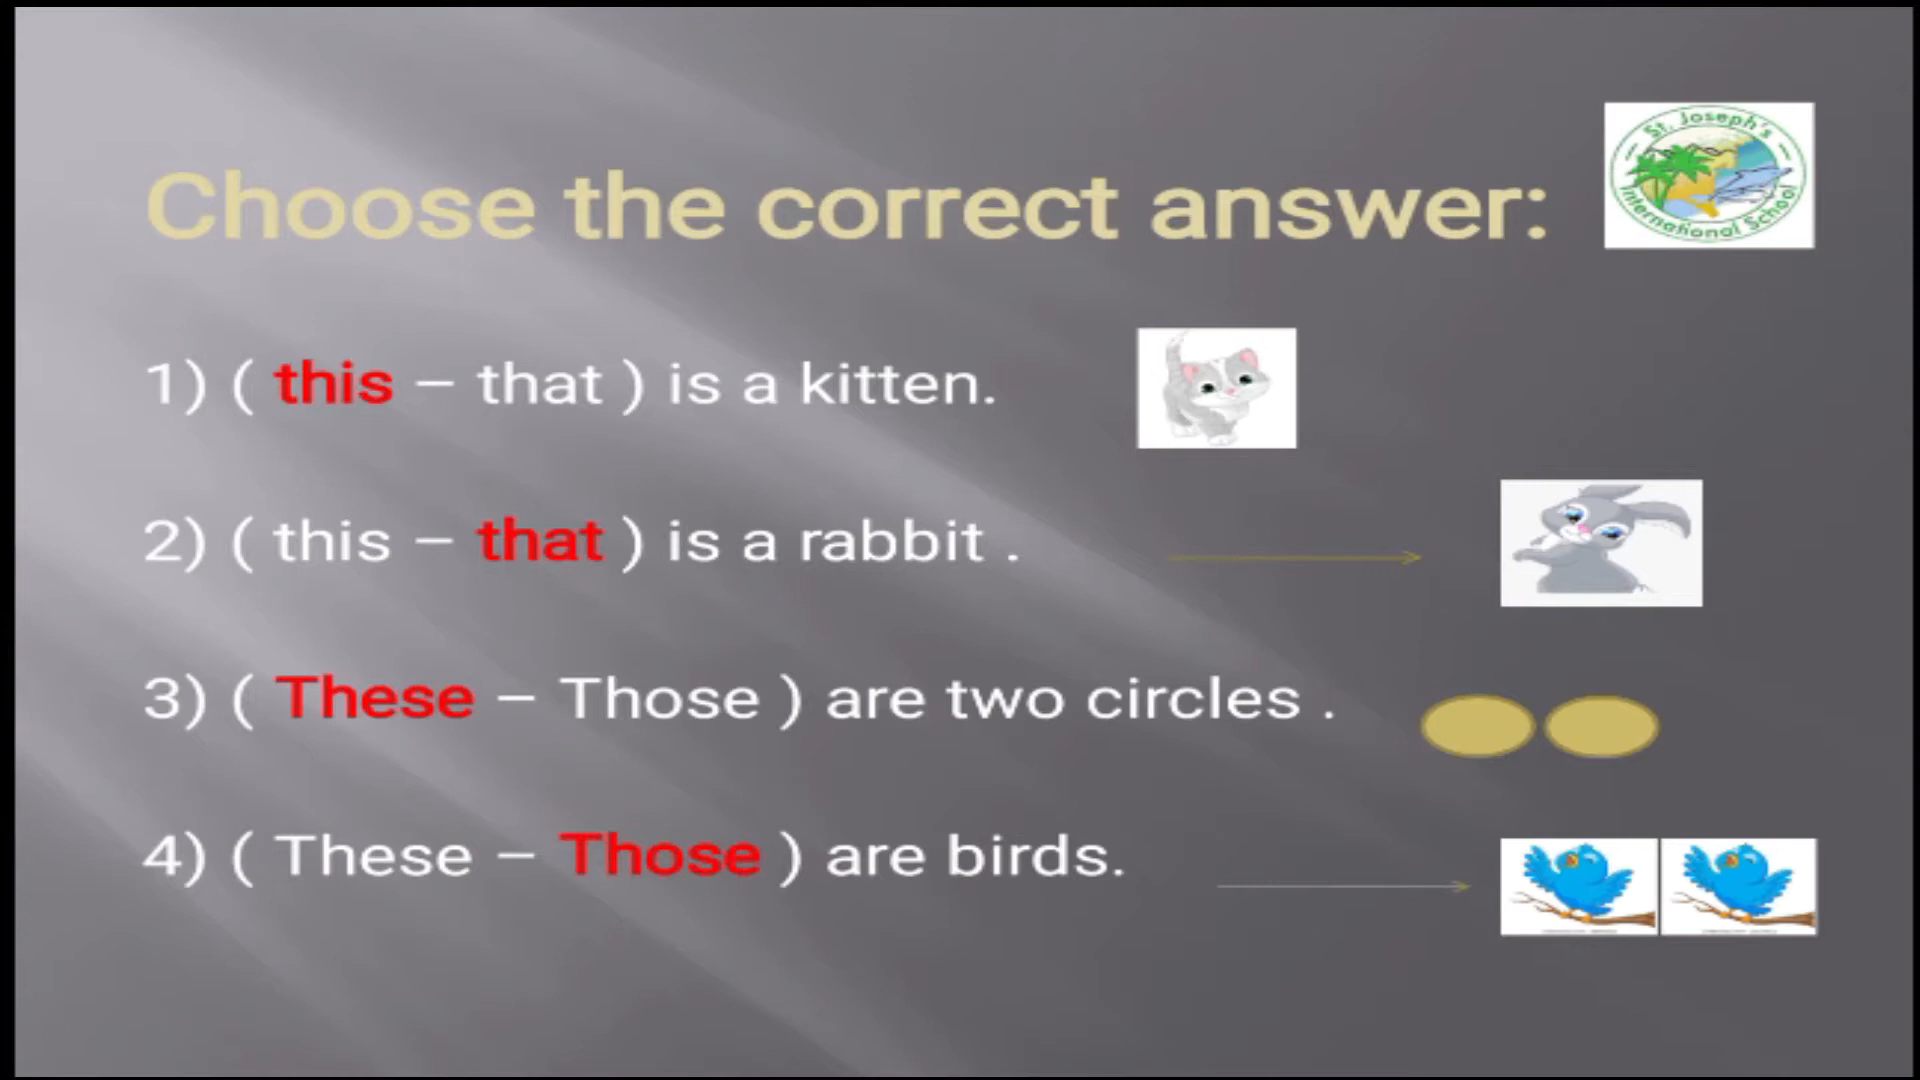 St. Joseph's
International School
Choose the correct answer:
1) ( this – that ) is a kitten.
2) ( this – that ) is a rabbit .
3) ( These – Those ) are two circles .
4) ( These – Those ) are birds.